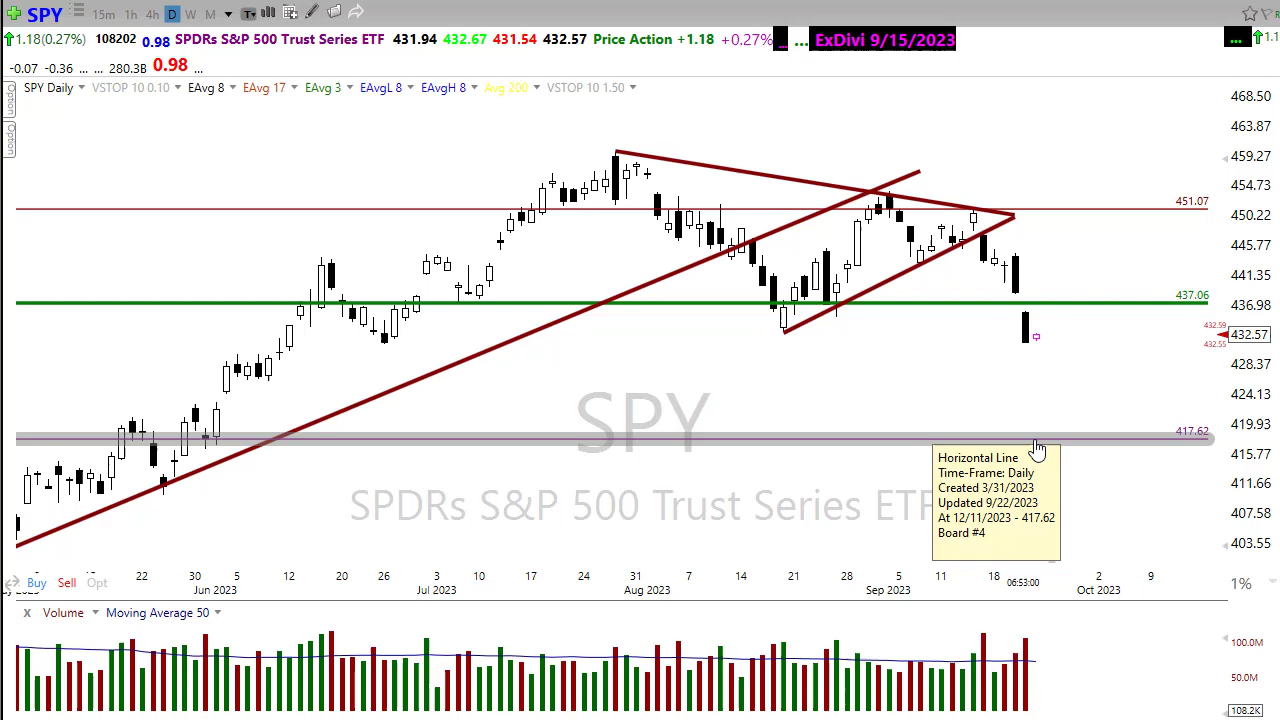 SPY 15m 1h 4h D W M T
1.18(0.27%) 108202 0.98 SPDRs S&P 500 Trust Series ETF 431.94 432.67 431.54 432.57 Price Action +1.18 +0.27% ... ExDivi 9/15/2023 ... 1.1
-0.07 -0.36 ... ... 280.3B 0.98 ...
SPY Daily VSTOP 10 0.10 EAvg 8 EAvg 17 EAvg 3 EAvgL 8 EAvgH 8 Avg 200 VSTOP 10 1.50
Option
Option
468.50
463.87
459.27
454.73
451.07
450.22
445.77
441.35
437.06
436.98
432.59
432.57
432.55
428.37
424.13
419.93
417.62
415.77
411.66
407.58
403.55
SPY
SPDRs S&P 500 Trust Series ETF
Horizontal Line
Time-Frame: Daily
Created 3/31/2023
Updated 9/22/2023
At 12/11/2023 - 417.62
Board #4
22 30 5 12 20 26 3 10 17 24 31 7 14 21 28 5 11 18 06:53:00 2 9
Buy Sell Opt 1%
Jun 2023 Jul 2023 Aug 2023 Sep 2023 Oct 2023
X Volume Moving Average 50
100.0M
50.0M
108.2K